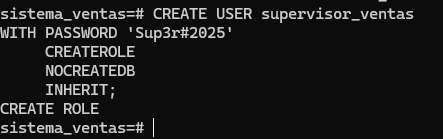 sistema_ventas=# CREATE USER supervisor_ventas
WITH PASSWORD 'Sup3r#2025'
     CREATEROLE
     NOCREATEDB
     INHERIT;
CREATE ROLE
sistema_ventas=#